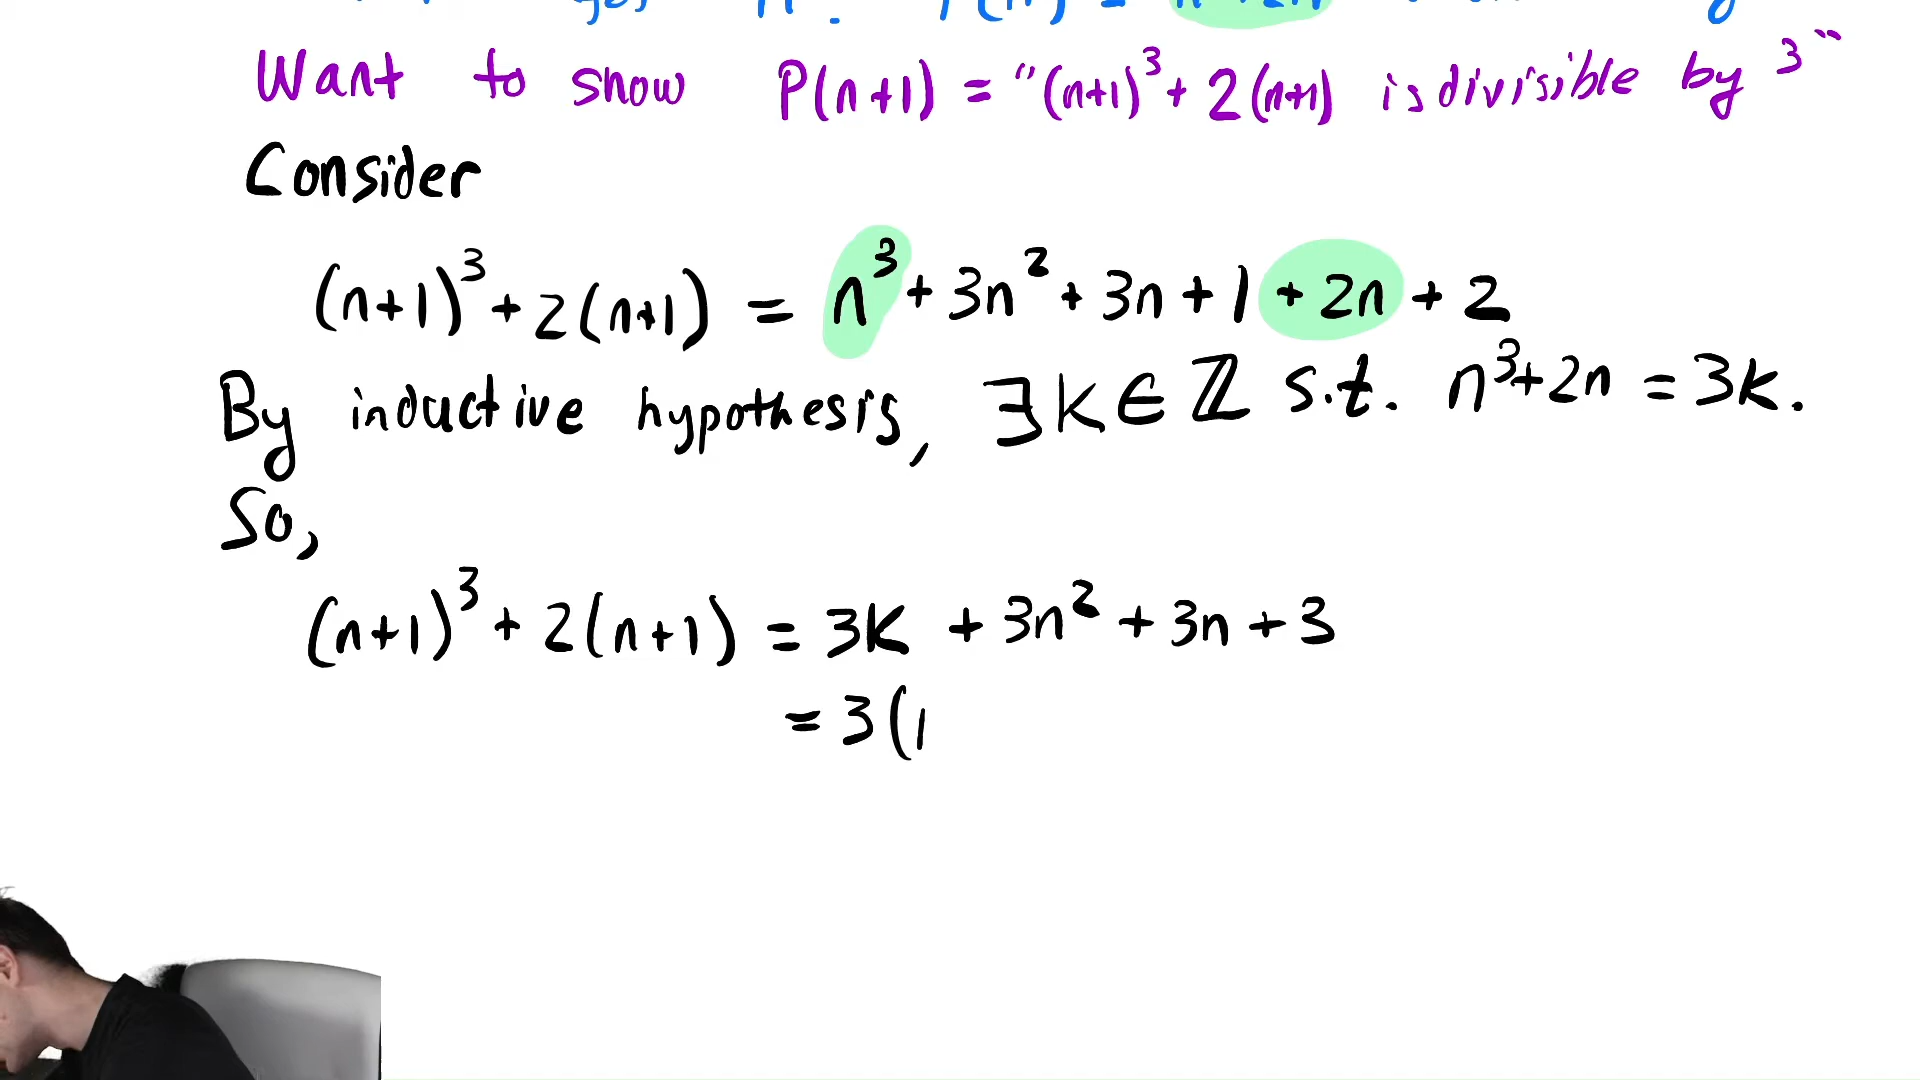 Want to show P(n+1) = "(n+1)³ + 2(n+1) is divisible by 3"
Consider
(n+1)³ + 2(n+1) = n³ + 3n² + 3n + 1 + 2n + 2
By inductive hypothesis, ∃K∈ℤ s.t. n³+2n = 3K.
So,
(n+1)³ + 2(n+1) = 3K + 3n² + 3n + 3
= 3(